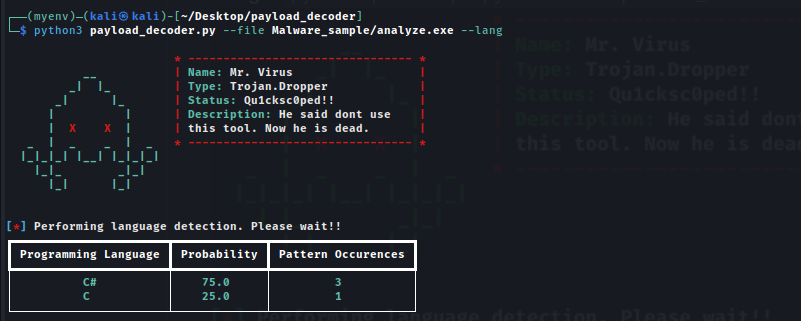 (myenv)—(kali㉿kali)-[~/Desktop/payload_decoder]
$ python3 payload_decoder.py --file Malware_sample/analyze.exe --lang
Name: Mr. Virus
Type: Trojan.Dropper
Status: Qu1cksc0ped!!
Description: He said dont use
this tool. Now he is dead.
X X
[*] Performing language detection. Please wait!!
Programming Language Probability Pattern Occurences
C# 75.0 3
C 25.0 1